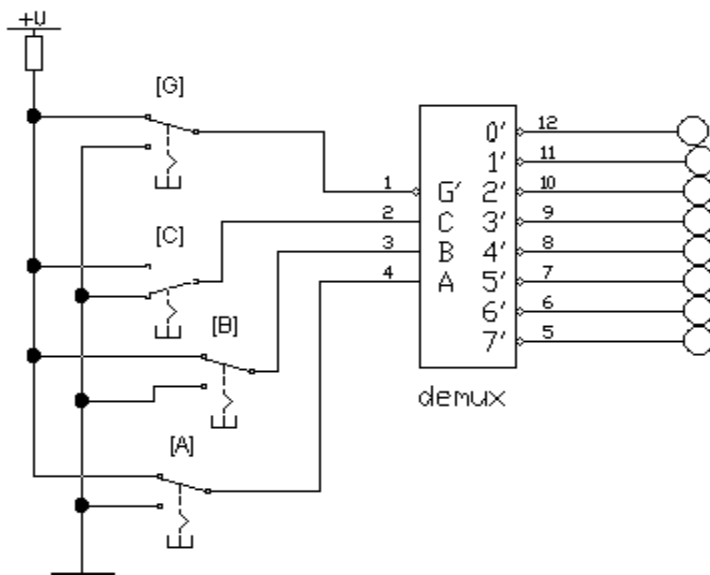 +U
[G]
0' 12
1' 11
1 G' 2' 10
2 C 3' 9
[C]
3 B 4' 8
4 A 5' 7
6' 6
[B]
7' 5
demux
[A]